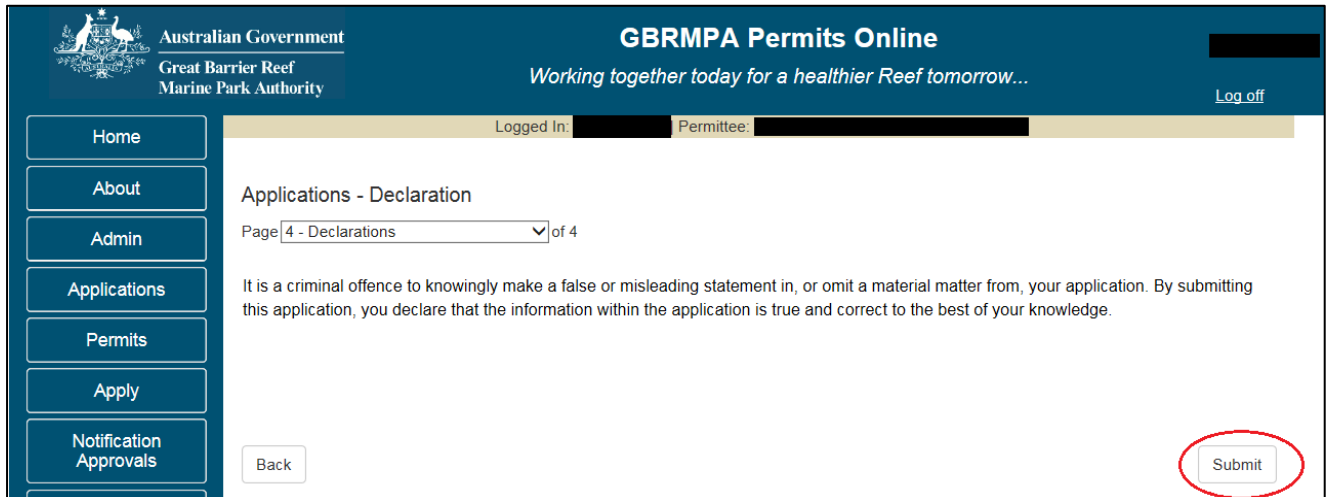 Australian Government
Great Barrier Reef
Marine Park Authority
GBRMPA Permits Online
Working together today for a healthier Reef tomorrow...
Log off
Logged In: | Permittee:
Home
About
Admin
Applications
Permits
Apply
Notification
Approvals
Applications - Declaration
Page 4 - Declarations of 4
It is a criminal offence to knowingly make a false or misleading statement in, or omit a material matter from, your application. By submitting
this application, you declare that the information within the application is true and correct to the best of your knowledge.
Back
Submit